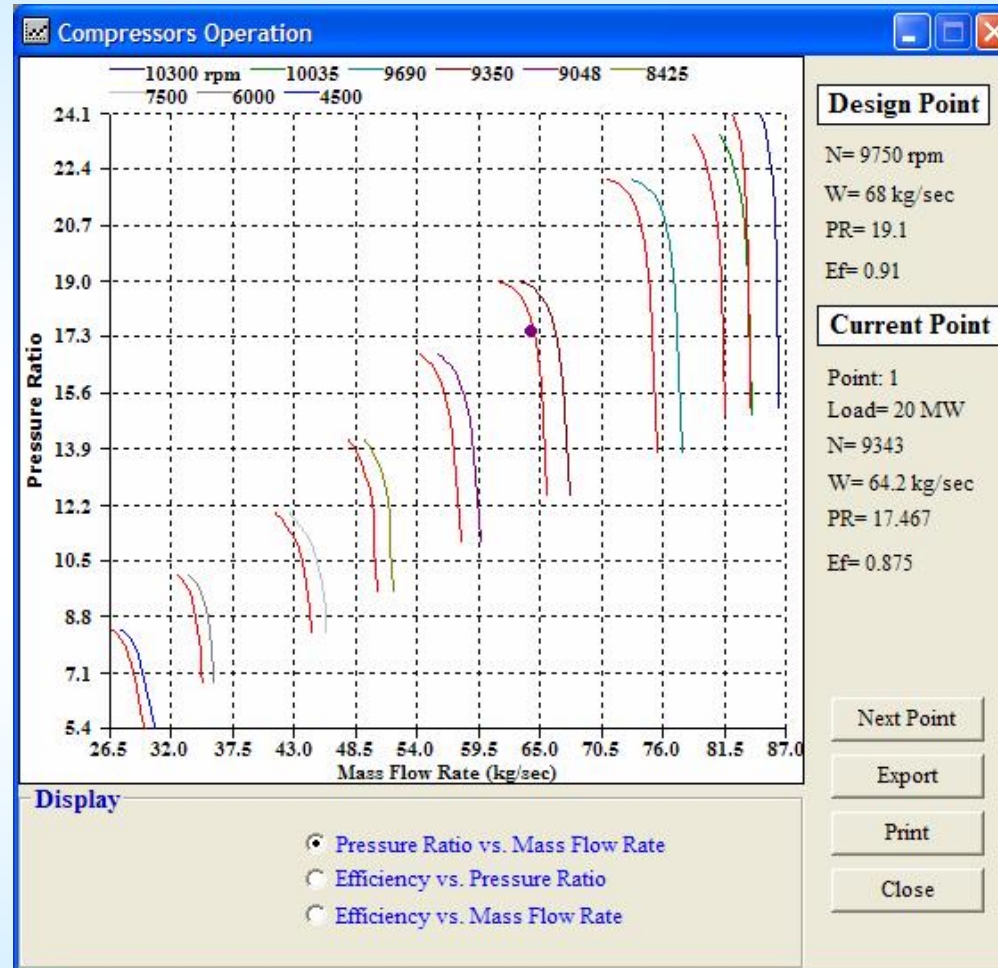 Compressors Operation
10300 rpm 10035 9690 9350 9048 8425
7500 6000 4500
24.1
22.4
20.7
19.0
17.3
15.6
13.9
12.2
10.5
8.8
7.1
5.4
Pressure Ratio
26.5 32.0 37.5 43.0 48.5 54.0 59.5 65.0 70.5 76.0 81.5 87.0
Mass Flow Rate (kg/sec)
Design Point
N= 9750 rpm
W= 68 kg/sec
PR= 19.1
Ef= 0.91
Current Point
Point: 1
Load= 20 MW
N= 9343
W= 64.2 kg/sec
PR= 17.467
Ef= 0.875
Next Point
Export
Print
Close
Display
Pressure Ratio vs. Mass Flow Rate
Efficiency vs. Pressure Ratio
Efficiency vs. Mass Flow Rate